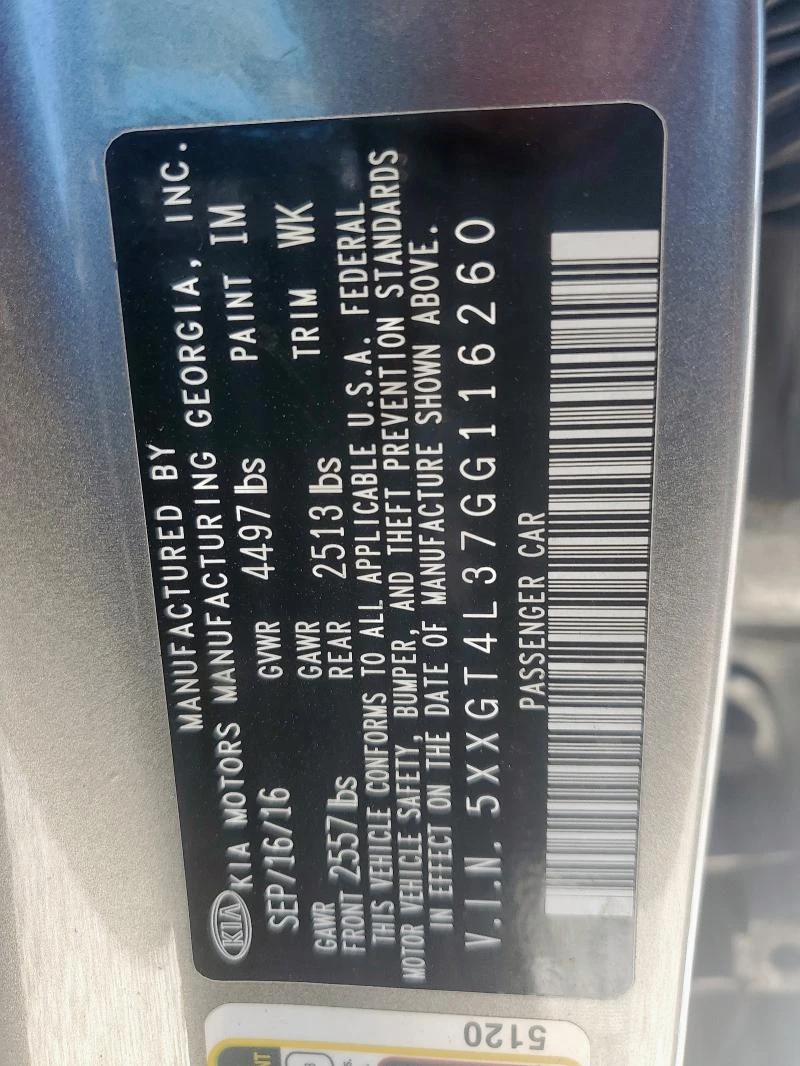 MANUFACTURED BY
KIA KIA MOTORS MANUFACTURING GEORGIA, INC.
SEP/16/16 GVWR 4497 lbs PAINT IM
GAWR FRONT 2557 lbs GAWR REAR 2513 lbs TRIM WK
THIS VEHICLE CONFORMS TO ALL APPLICABLE U.S.A. FEDERAL
MOTOR VEHICLE SAFETY, BUMPER, AND THEFT PREVENTION STANDARDS
IN EFFECT ON THE DATE OF MANUFACTURE SHOWN ABOVE.
V.I.N. 5XXGT4L37GG116260
PASSENGER CAR
5120